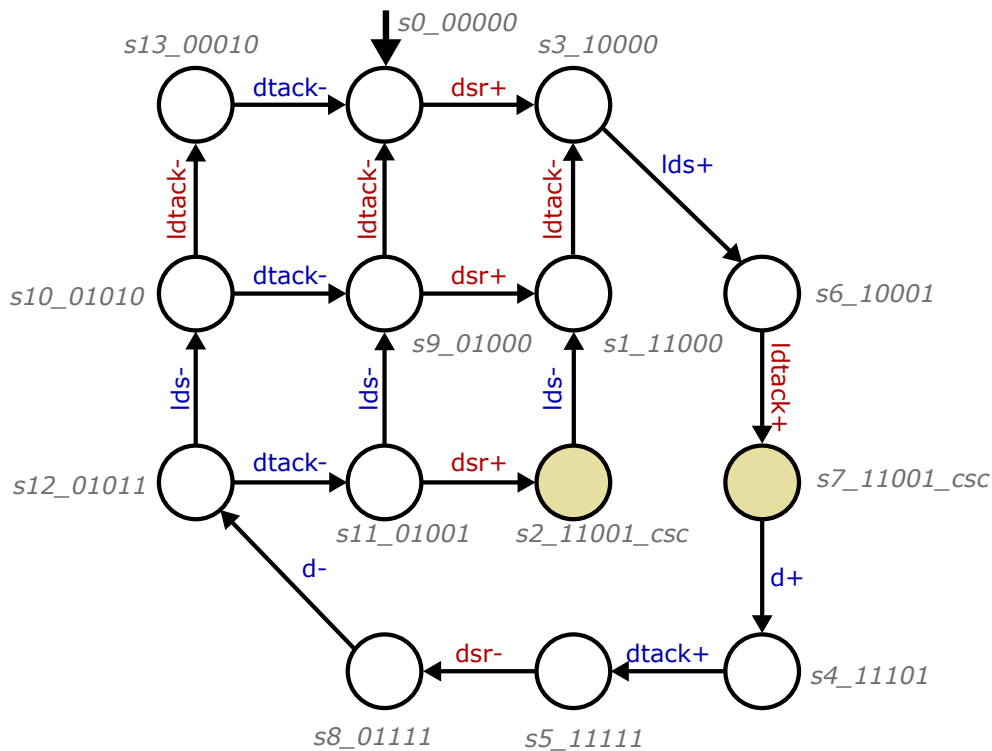 s0_00000
s13_00010
s3_10000
dtack-
dsr+
lds+
ldtack-
ldtack-
ldtack-
s10_01010
dtack-
dsr+
s6_10001
s9_01000
s1_11000
ldtack+
lds-
lds-
lds-
s12_01011
dtack-
dsr+
s7_11001_csc
s11_01001
s2_11001_csc
d-
d+
dsr-
dtack+
s4_11101
s8_01111
s5_11111